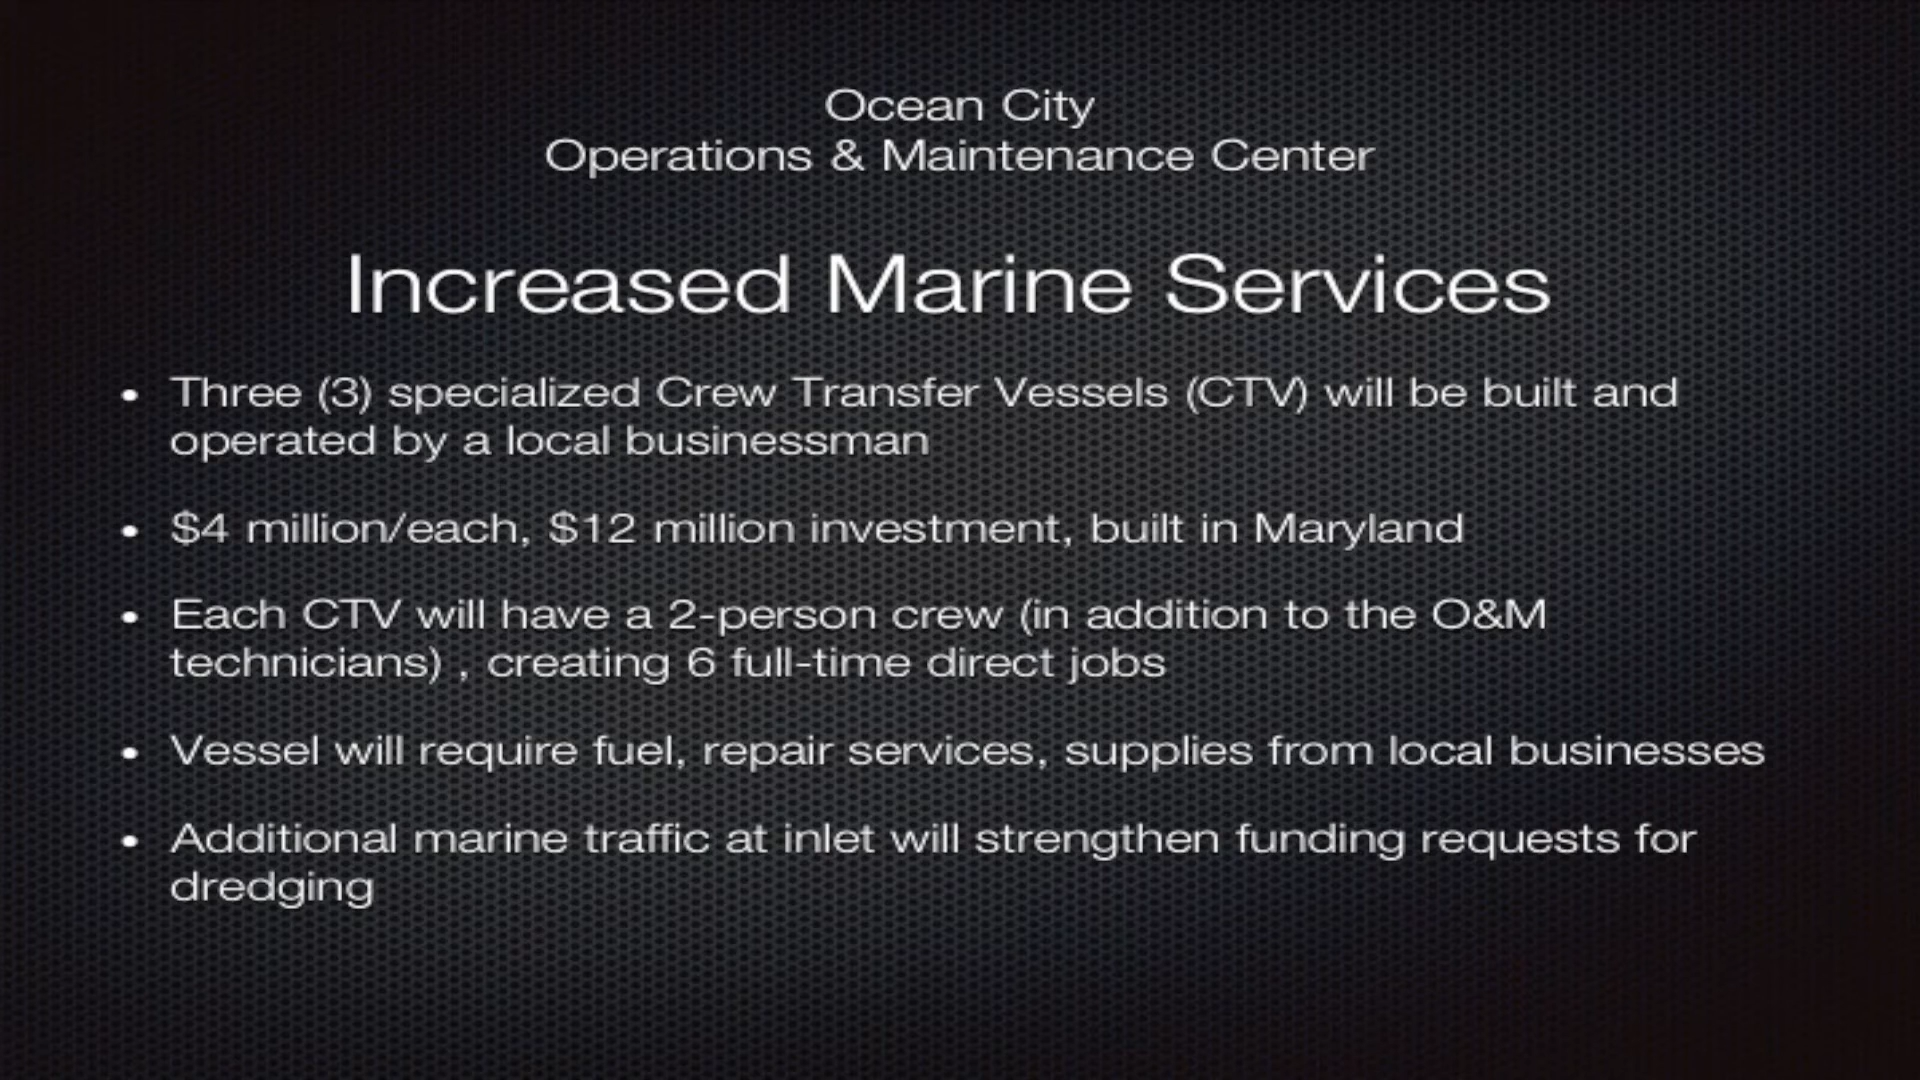 Ocean City
Operations & Maintenance Center
Increased Marine Services
• Three (3) specialized Crew Transfer Vessels (CTV) will be built and
operated by a local businessman
• $4 million/each, $12 million investment, built in Maryland
• Each CTV will have a 2-person crew (in addition to the O&M
technicians) , creating 6 full-time direct jobs
• Vessel will require fuel, repair services, supplies from local businesses
• Additional marine traffic at inlet will strengthen funding requests for
dredging